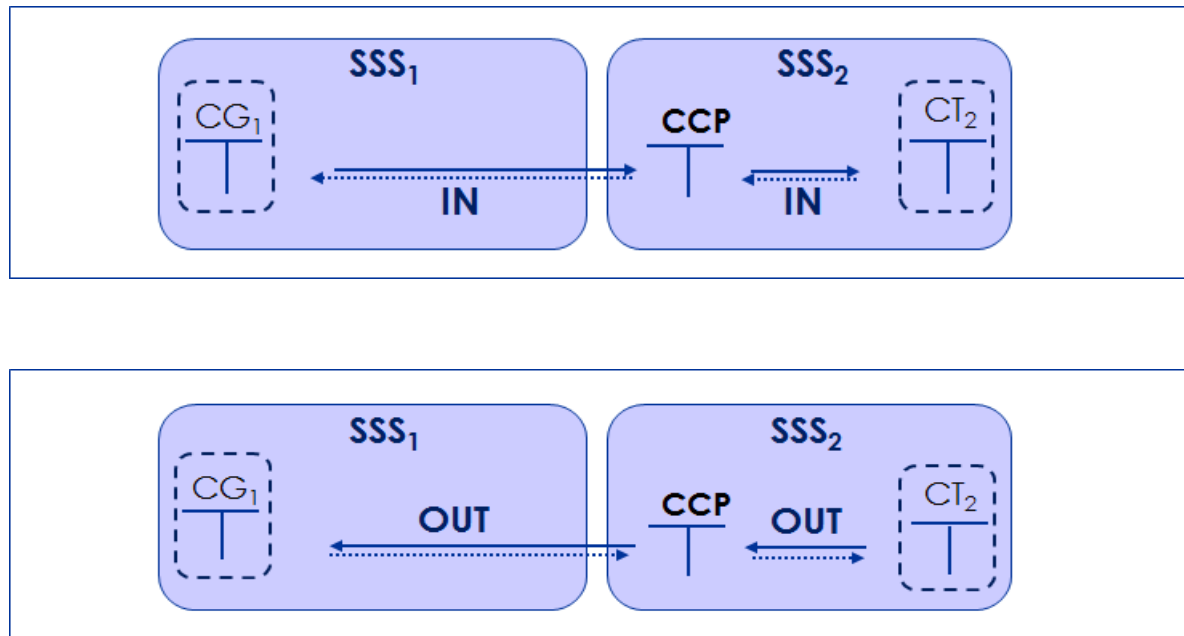 SSS₁ SSS₂
CG₁ CCP CT₂
IN IN
SSS₁ SSS₂
CG₁ CCP CT₂
OUT OUT